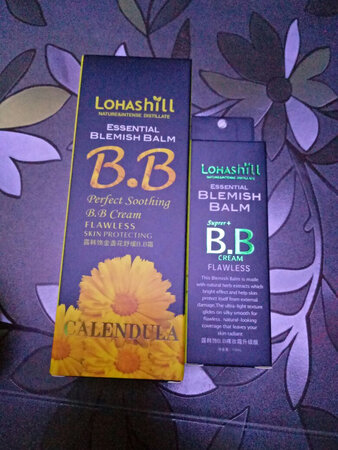 LOHAShill
NATURE&INTENSE DISTILLATE
ESSENTIAL
BLEMISH BALM
B.B
Perfect Soothing
B.B Cream
FLAWLESS
SKIN PROTECTING
CALENDULA
LOHAShill
NATURE&INTENSE DISTILLATE
ESSENTIAL
BLEMISH
BALM
Super+
B.B
CREAM
FLAWLESS
This Blemish Balm is made
with natural herb extracts which
bright effect and help skin
protect itself from external
damage. The ultra-light texture
glides on silky smooth for
flawless, natural-looking
coverage that leaves your
skin radiant